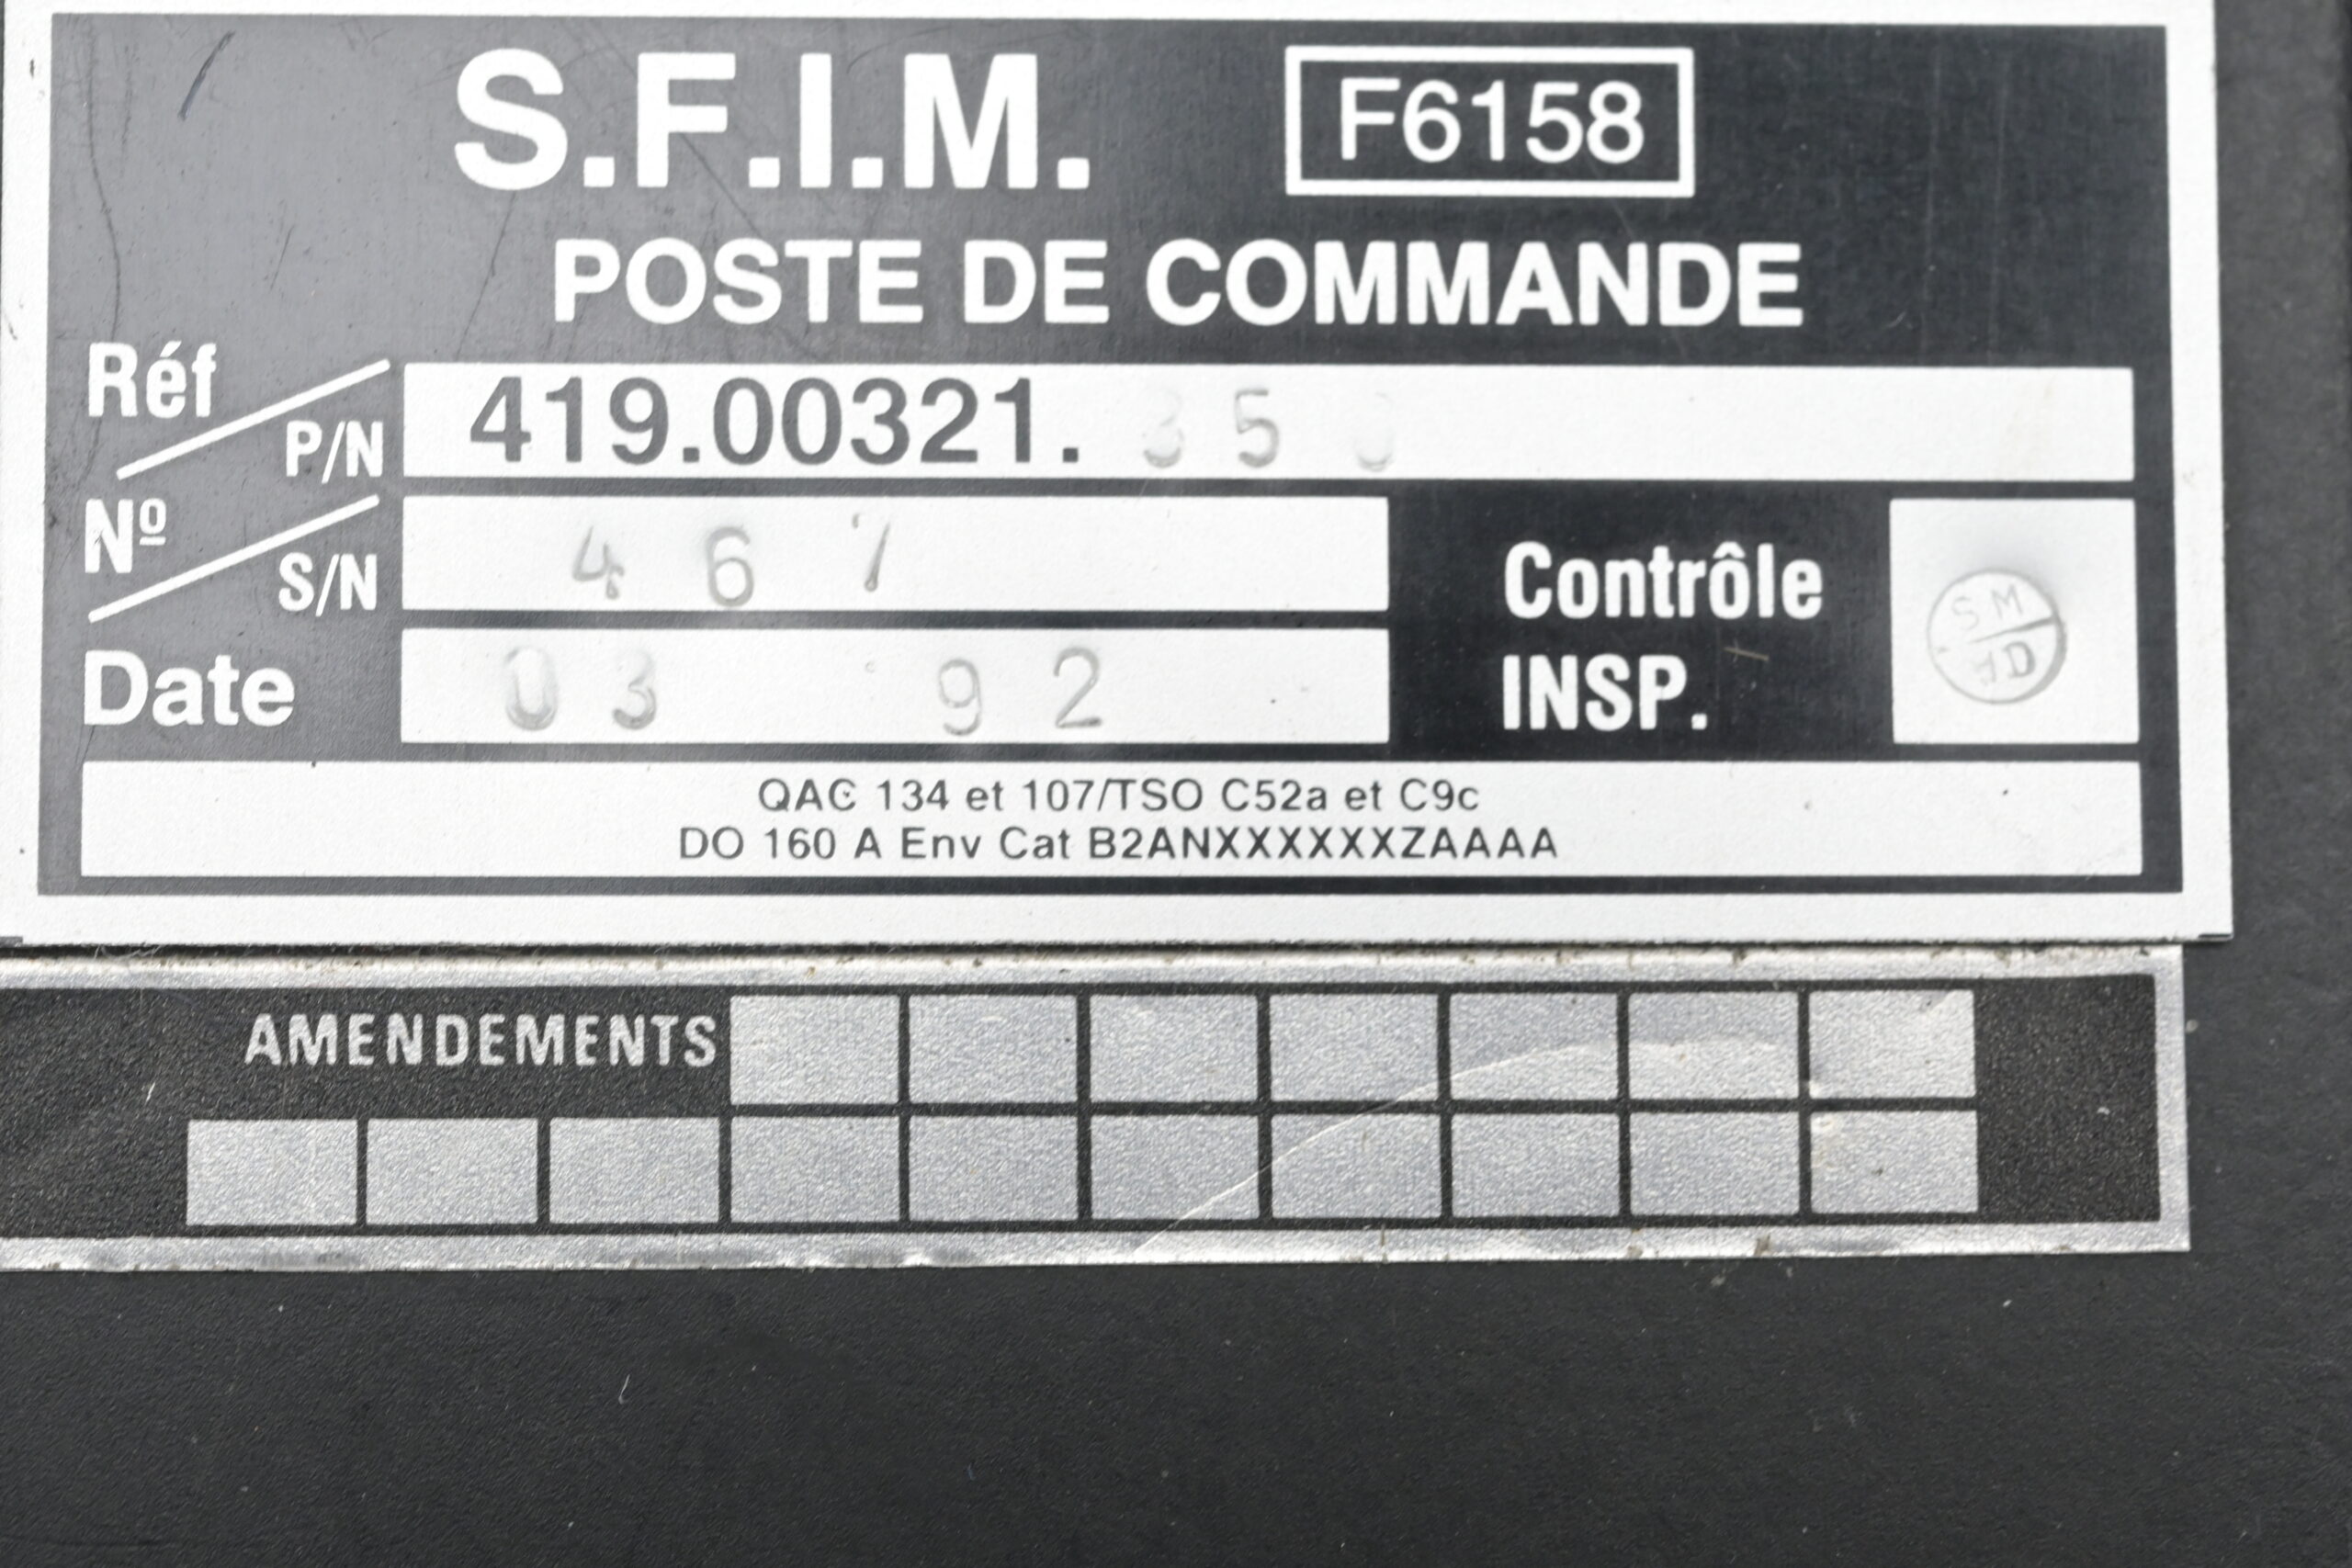 S.F.I.M. F6158
POSTE DE COMMANDE
Réf P/N 419.00321. 350
Nº S/N 467
Date 03 92
Contrôle
INSP.
SM
QAC 134 et 107/TSO C52a et C9c
DO 160 A Env Cat B2ANXXXXXXZAAAA
AMENDEMENTS